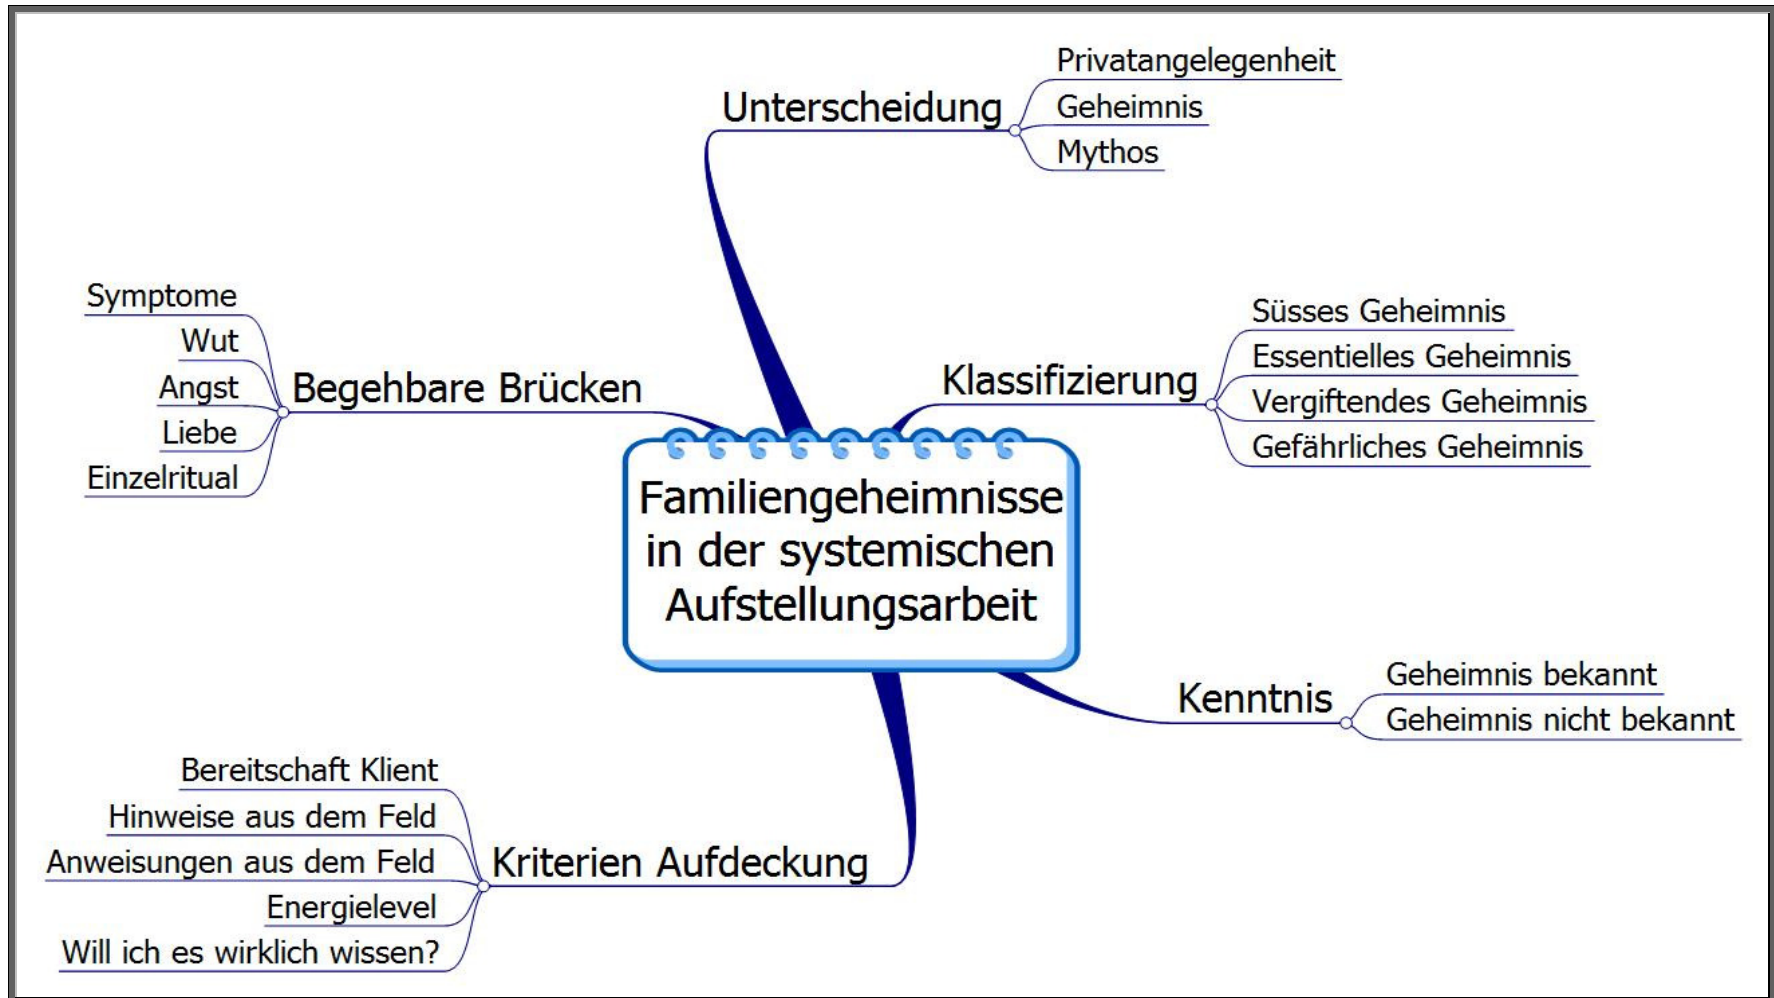 Familiengeheimnisse
in der systemischen
Aufstellungsarbeit
Unterscheidung
Privatangelegenheit
Geheimnis
Mythos
Klassifizierung
Süsses Geheimnis
Essentielles Geheimnis
Vergiftendes Geheimnis
Gefährliches Geheimnis
Kenntnis
Geheimnis bekannt
Geheimnis nicht bekannt
Kriterien Aufdeckung
Bereitschaft Klient
Hinweise aus dem Feld
Anweisungen aus dem Feld
Energielevel
Will ich es wirklich wissen?
Begehbare Brücken
Symptome
Wut
Angst
Liebe
Einzelritual